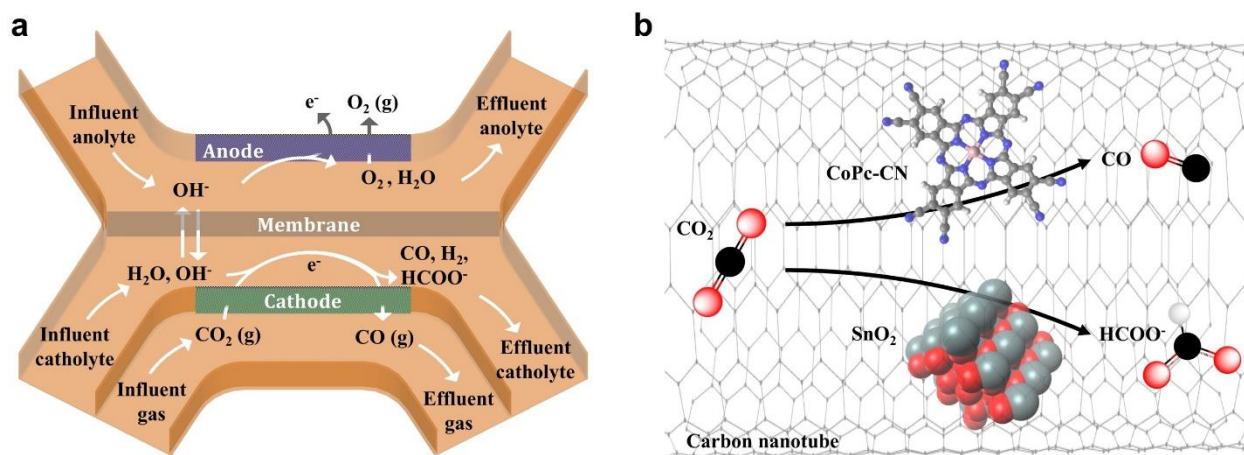 a
Influent
anolyte
e-
O₂ (g)
Effluent
anolyte
Anode
OH-
O₂ , H₂O
Membrane
H₂O, OH-
e-
CO, H₂,
HCOO-
Cathode
Influent
catholyte
CO₂ (g)
CO (g)
Effluent
catholyte
Influent
gas
Effluent
gas
b
CoPc-CN
CO
CO₂
SnO₂
HCOO-
Carbon nanotube